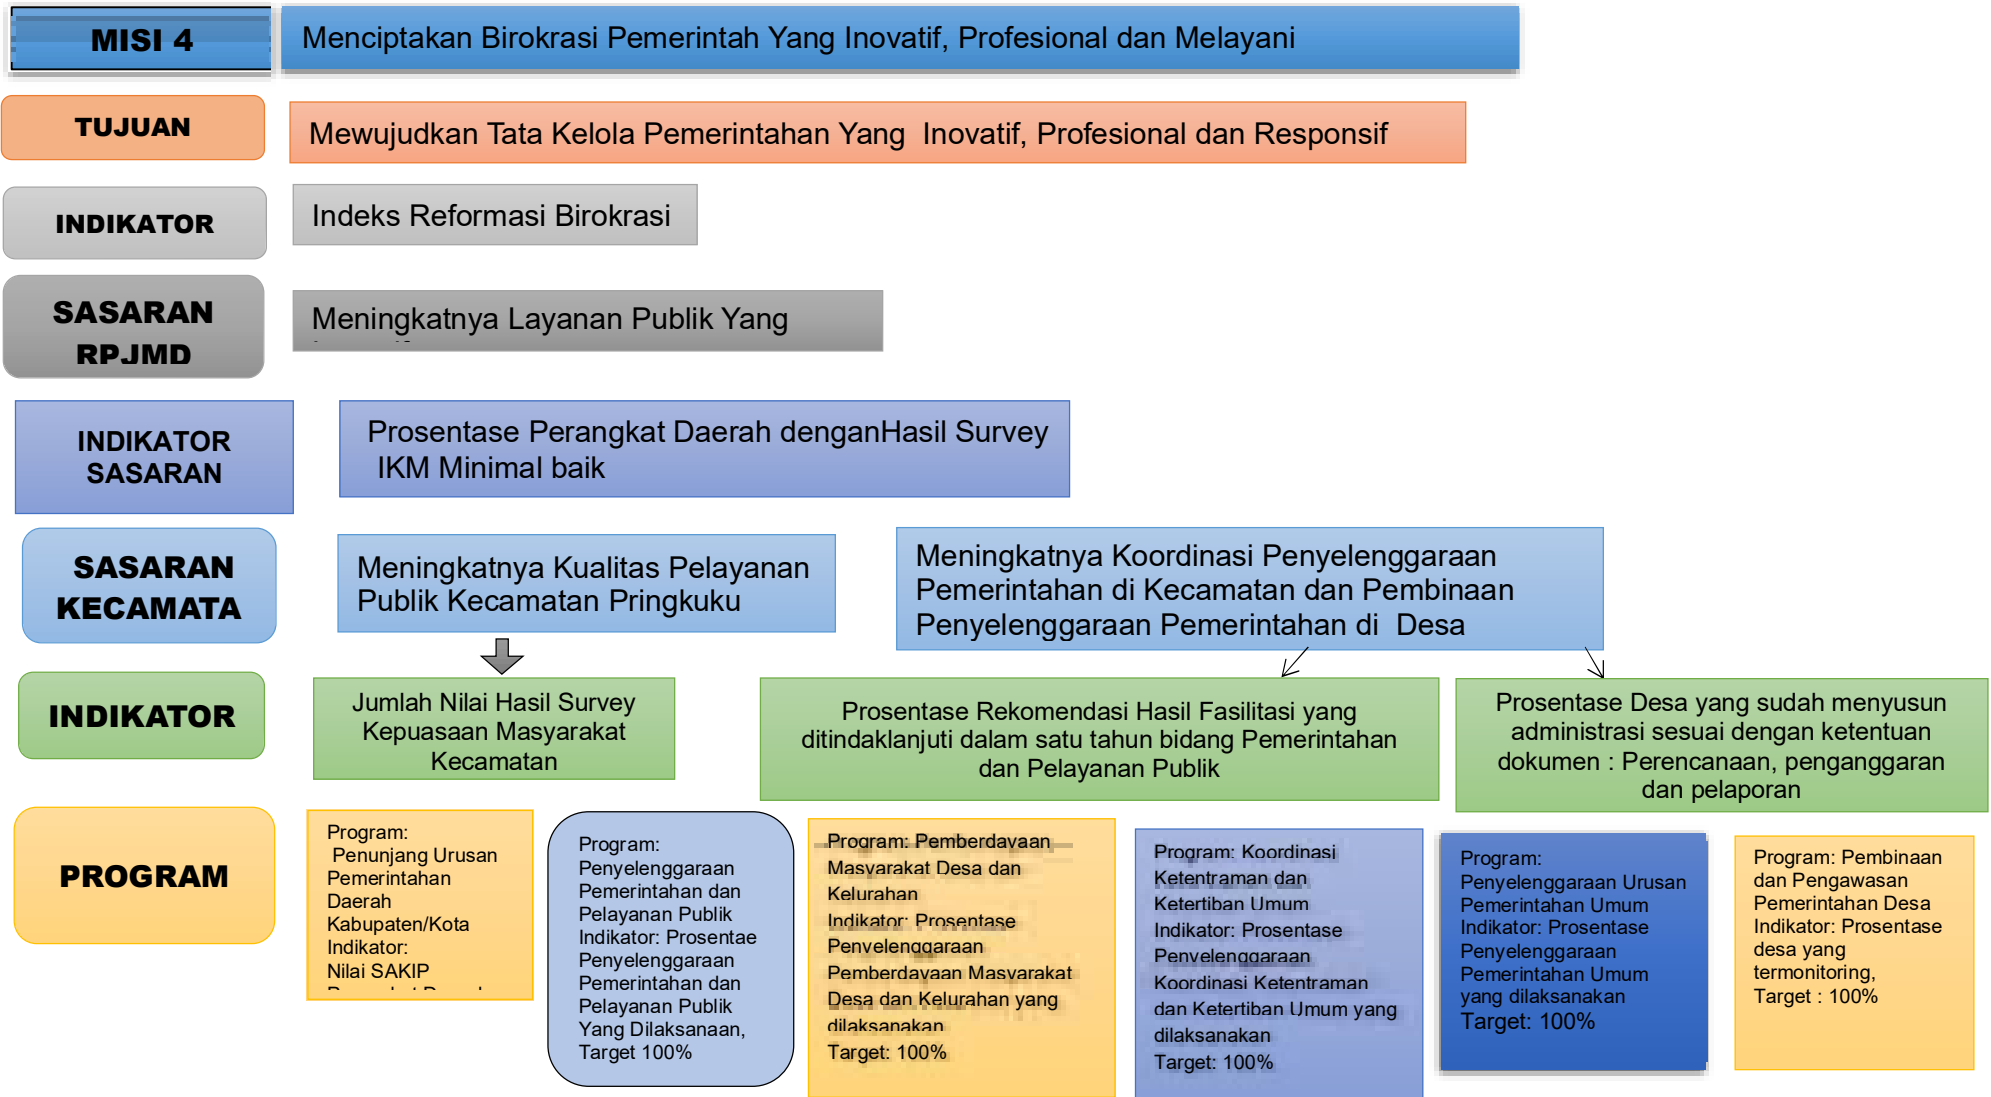 MISI 4
Menciptakan Birokrasi Pemerintah Yang Inovatif, Profesional dan Melayani
TUJUAN
Mewujudkan Tata Kelola Pemerintahan Yang Inovatif, Profesional dan Responsif
INDIKATOR
Indeks Reformasi Birokrasi
SASARAN
RPJMD
Meningkatnya Layanan Publik Yang
INDIKATOR
SASARAN
Prosentase Perangkat Daerah denganHasil Survey
IKM Minimal baik
SASARAN
KECAMATA
Meningkatnya Kualitas Pelayanan
Publik Kecamatan Pringkuku
Meningkatnya Koordinasi Penyelenggaraan
Pemerintahan di Kecamatan dan Pembinaan
Penyelenggaraan Pemerintahan di Desa
INDIKATOR
Jumlah Nilai Hasil Survey
Kepuasaan Masyarakat
Kecamatan
Prosentase Rekomendasi Hasil Fasilitasi yang
ditindaklanjuti dalam satu tahun bidang Pemerintahan
dan Pelayanan Publik
Prosentase Desa yang sudah menyusun
administrasi sesuai dengan ketentuan
dokumen : Perencanaan, penganggaran
dan pelaporan
PROGRAM
Program:
Penunjang Urusan
Pemerintahan
Daerah
Kabupaten/Kota
Indikator:
Nilai SAKIP
Program:
Penyelenggaraan
Pemerintahan dan
Pelayanan Publik
Indikator: Prosentae
Penyelenggaraan
Pemerintahan dan
Pelayanan Publik
Yang Dilaksanaan,
Target 100%
Program: Pemberdayaan
Masyarakat Desa dan
Kelurahan
Indikator: Prosentase
Penyelenggaraan
Pemberdayaan Masyarakat
Desa dan Kelurahan yang
dilaksanakan
Target: 100%
Program: Koordinasi
Ketentraman dan
Ketertiban Umum
Indikator: Prosentase
Penyelenggaraan
Koordinasi Ketentraman
dan Ketertiban Umum yang
dilaksanakan
Target: 100%
Program:
Penyelenggaraan Urusan
Pemerintahan Umum
Indikator: Prosentase
Penyelenggaraan
Pemerintahan Umum
yang dilaksanakan
Target: 100%
Program: Pembinaan
dan Pengawasan
Pemerintahan Desa
Indikator: Prosentase
desa yang
termonitoring,
Target : 100%